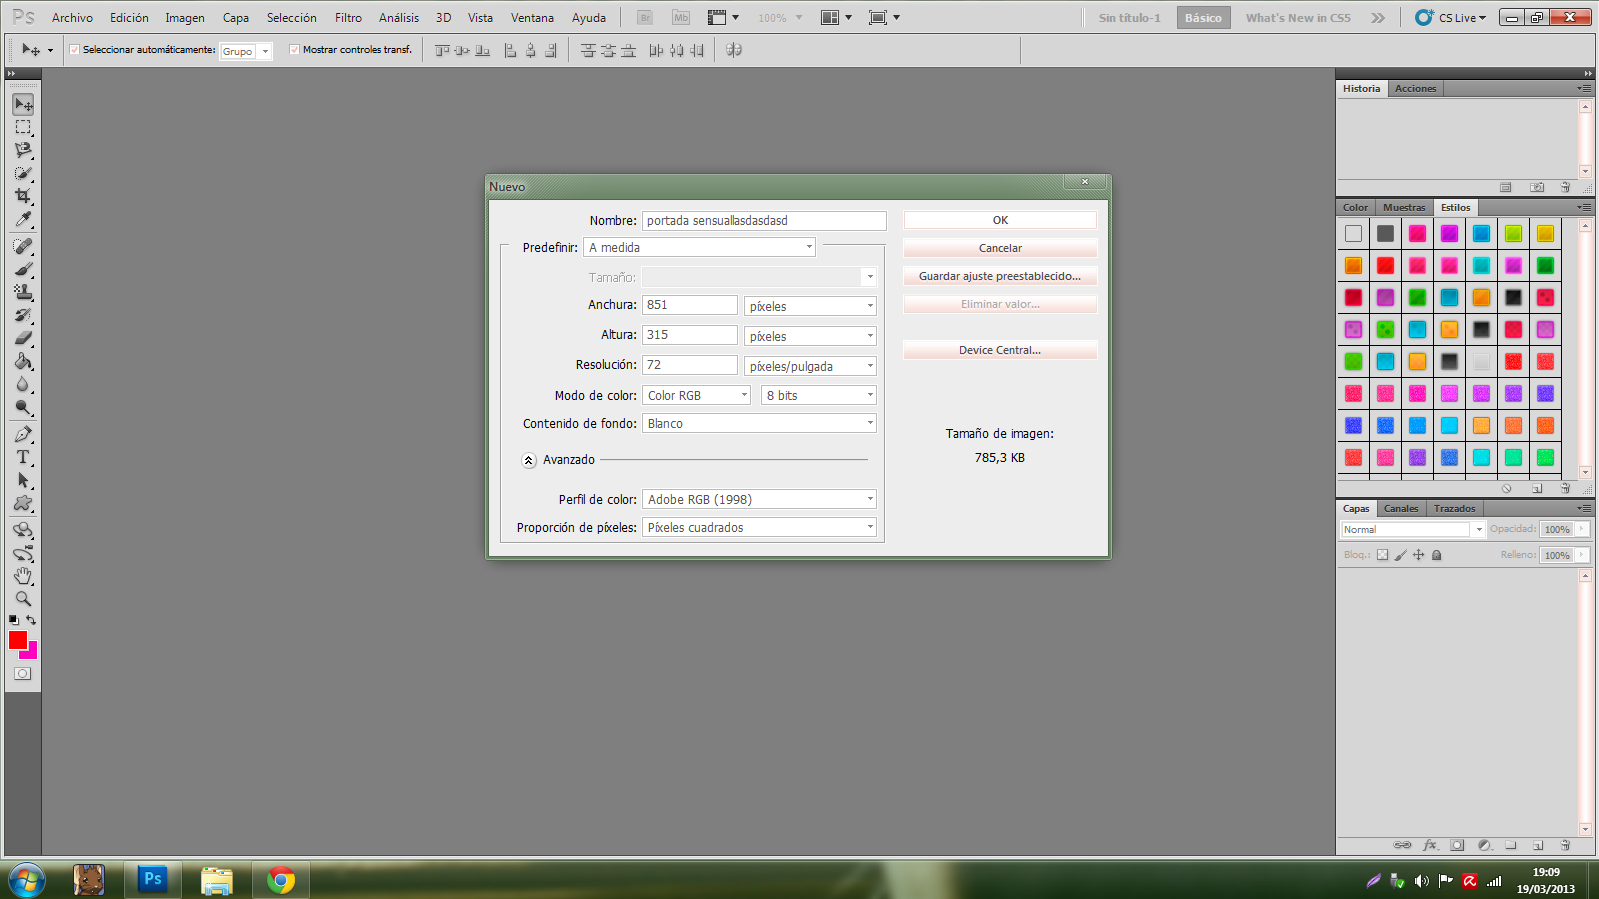 Ps Archivo Edición Imagen Capa Selección Filtro Análisis 3D Vista Ventana Ayuda Br Mb 100% Sin título-1 Básico What's New in CS5 CS Live
Seleccionar automáticamente: Grupo Mostrar controles transf.
Nuevo
Nombre: portada sensuallasdasdasd
Predefinir: A medida
Tamaño:
Anchura: 851 píxeles
Altura: 315 píxeles
Resolución: 72 píxeles/pulgada
Modo de color: Color RGB 8 bits
Contenido de fondo: Blanco
Avanzado
Perfil de color: Adobe RGB (1998)
Proporción de píxeles: Píxeles cuadrados
OK
Cancelar
Guardar ajuste preestablecido...
Eliminar valor...
Device Central...
Tamaño de imagen:
785,3 KB
Historia Acciones
Color Muestras Estilos
Capas Canales Trazados
Normal Opacidad: 100%
Bloq.: Relleno: 100%
fx
T
Ps
19:09
19/03/2013